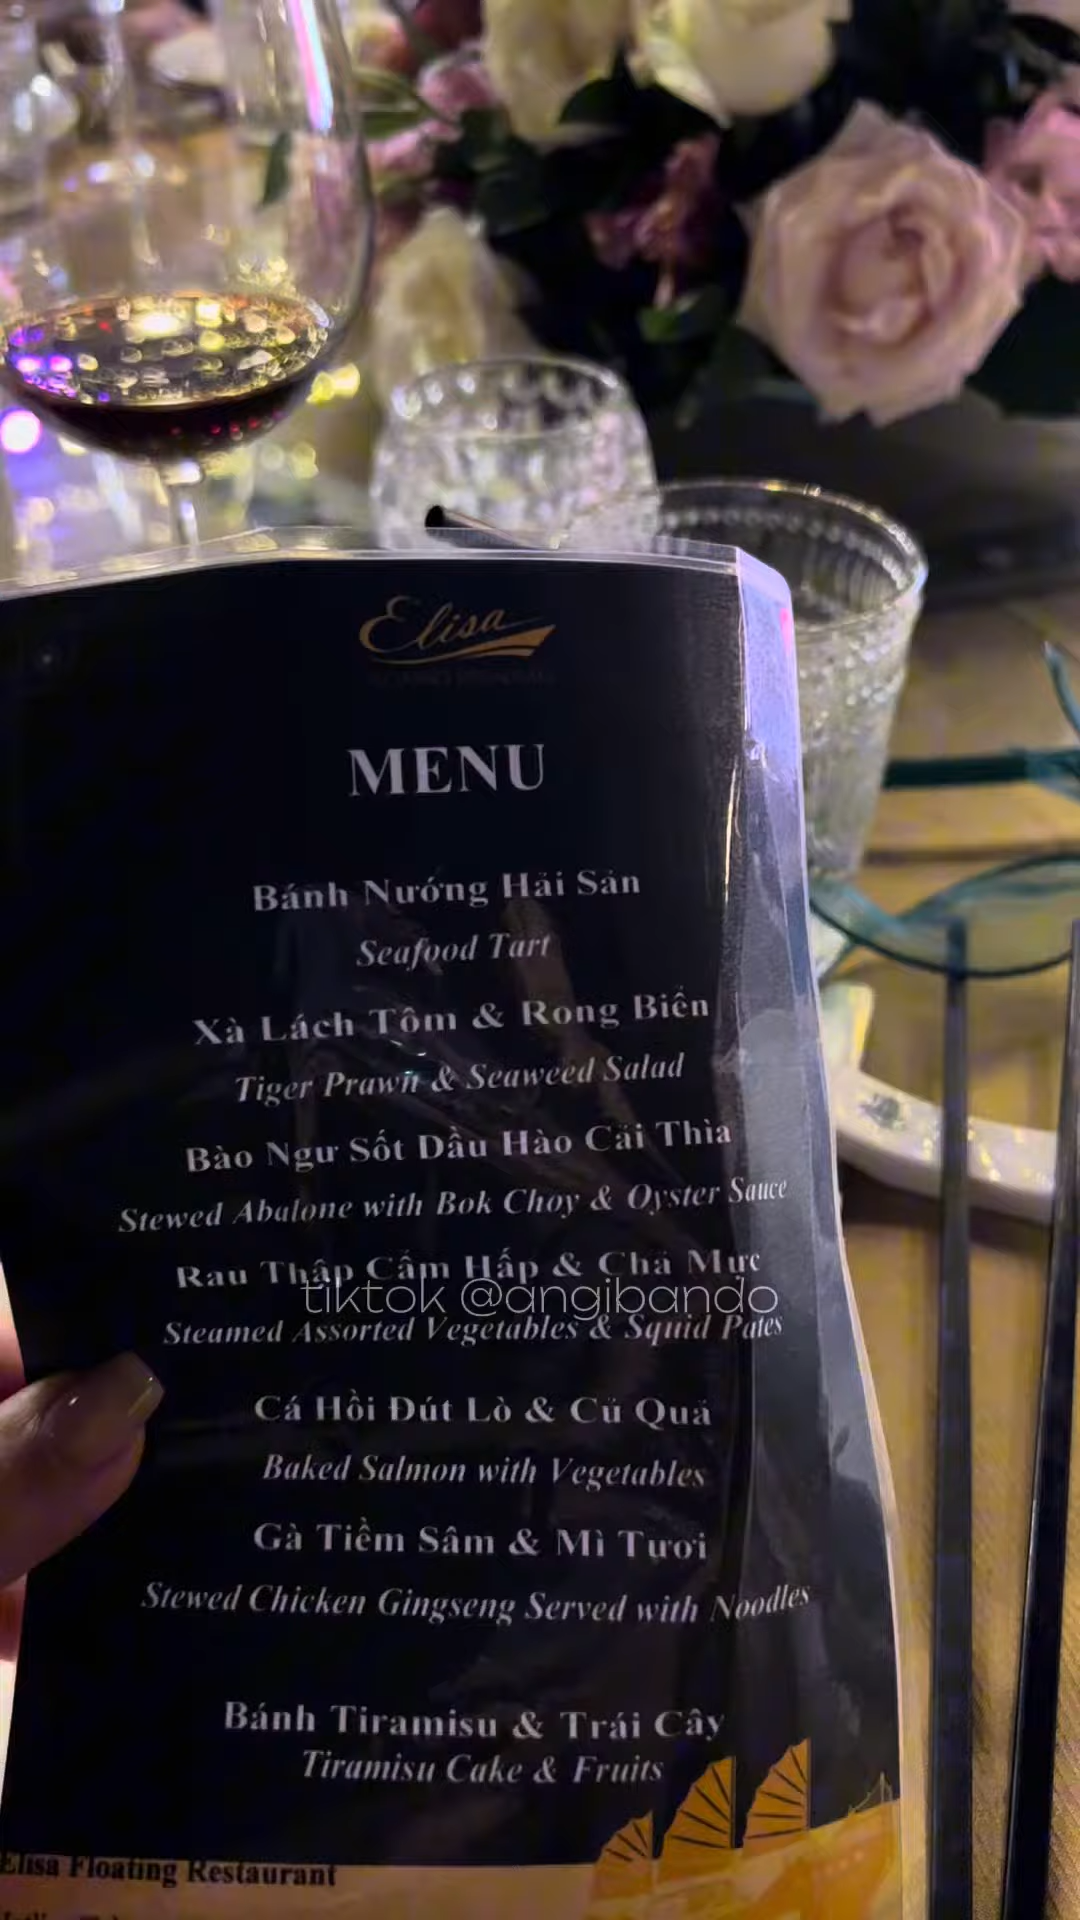 Elisa
MENU
Bánh Nướng Hải Sản
Seafood Tart
Xà Lách Tôm & Rong Biển
Tiger Prawn & Seaweed Salad
Bào Ngư Sốt Dầu Hào Cải Thìa
Stewed Abalone with Bok Choy & Oyster Sauce
Rau Thập Cẩm Hấp & Chả Mực
tiktok @angibando
Steamed Assorted Vegetables & Squid Pates
Cá Hồi Đút Lò & Củ Quả
Baked Salmon with Vegetables
Gà Tiềm Sâm & Mì Tươi
Stewed Chicken Gingseng Served with Noodles
Bánh Tiramisu & Trái Cây
Tiramisu Cake & Fruits
Elisa Floating Restaurant